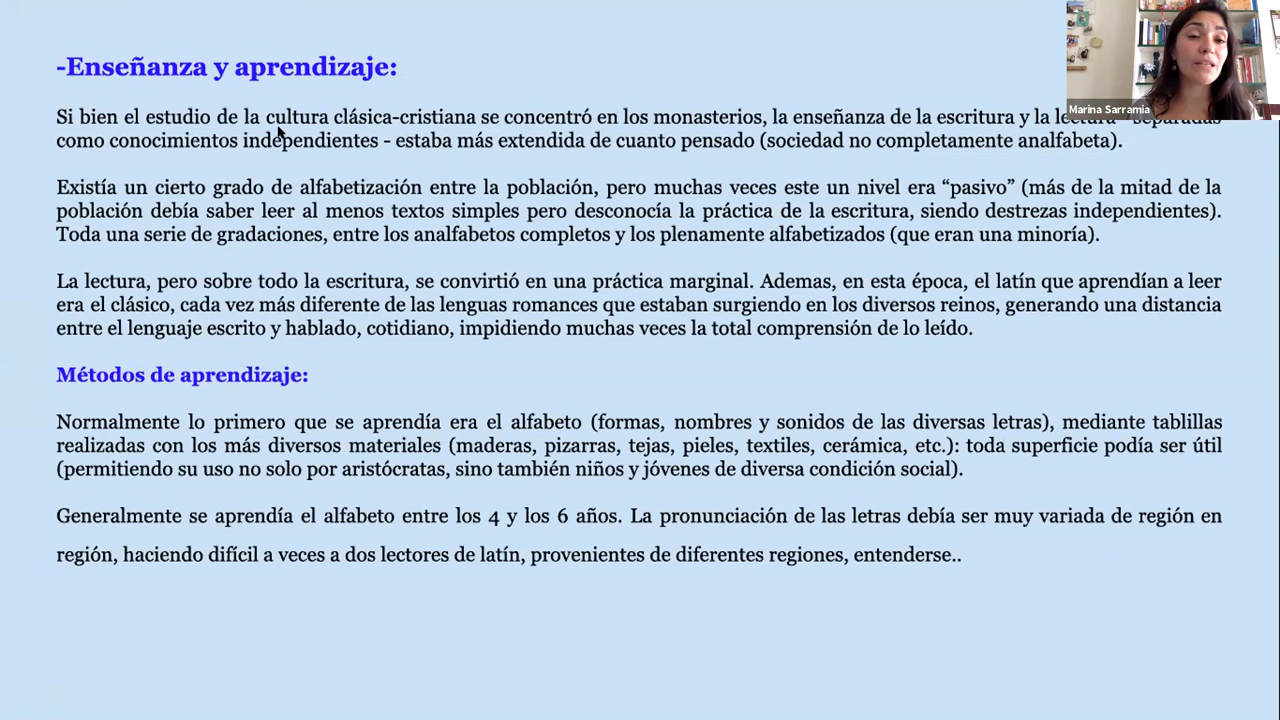 -Enseñanza y aprendizaje:
Si bien el estudio de la cultura clásica-cristiana se concentró en los monasterios, la enseñanza de la escritura y la lectura - separadas
como conocimientos independientes - estaba más extendida de cuanto pensado (sociedad no completamente analfabeta).
Existía un cierto grado de alfabetización entre la población, pero muchas veces este un nivel era “pasivo” (más de la mitad de la
población debía saber leer al menos textos simples pero desconocía la práctica de la escritura, siendo destrezas independientes).
Toda una serie de gradaciones, entre los analfabetos completos y los plenamente alfabetizados (que eran una minoría).
La lectura, pero sobre todo la escritura, se convirtió en una práctica marginal. Ademas, en esta época, el latín que aprendían a leer
era el clásico, cada vez más diferente de las lenguas romances que estaban surgiendo en los diversos reinos, generando una distancia
entre el lenguaje escrito y hablado, cotidiano, impidiendo muchas veces la total comprensión de lo leído.
Métodos de aprendizaje:
Normalmente lo primero que se aprendía era el alfabeto (formas, nombres y sonidos de las diversas letras), mediante tablillas
realizadas con los más diversos materiales (maderas, pizarras, tejas, pieles, textiles, cerámica, etc.): toda superficie podía ser útil
(permitiendo su uso no solo por aristócratas, sino también niños y jóvenes de diversa condición social).
Generalmente se aprendía el alfabeto entre los 4 y los 6 años. La pronunciación de las letras debía ser muy variada de región en
región, haciendo difícil a veces a dos lectores de latín, provenientes de diferentes regiones, entenderse..
Marina Sarramia